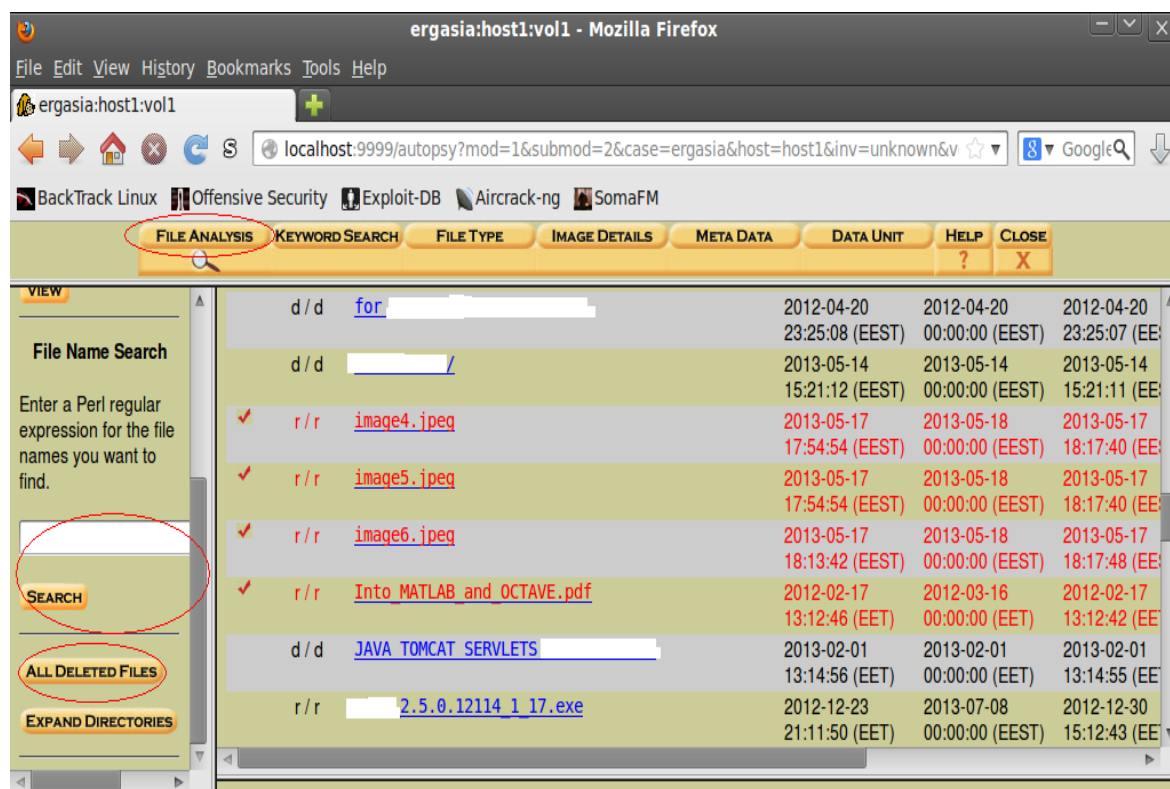 ergasia:host1:vol1 - Mozilla Firefox
File Edit View History Bookmarks Tools Help
ergasia:host1:vol1
S localhost:9999/autopsy?mod=1&submod=2&case=ergasia&host=host1&inv=unknown&v 8 Google
BackTrack Linux Offensive Security Exploit-DB Aircrack-ng SomaFM
FILE ANALYSIS KEYWORD SEARCH FILE TYPE IMAGE DETAILS META DATA DATA UNIT HELP CLOSE
? X
VIEW
File Name Search
Enter a Perl regular
expression for the file
names you want to
find.
SEARCH
ALL DELETED FILES
EXPAND DIRECTORIES
d / d for 2012-04-20 2012-04-20 2012-04-20
23:25:08 (EEST) 00:00:00 (EEST) 23:25:07 (EES
d / d / 2013-05-14 2013-05-14 2013-05-14
15:21:12 (EEST) 00:00:00 (EEST) 15:21:11 (EES
r / r image4.jpeg 2013-05-17 2013-05-18 2013-05-17
17:54:54 (EEST) 00:00:00 (EEST) 18:17:40 (EES
r / r image5.jpeg 2013-05-17 2013-05-18 2013-05-17
17:54:54 (EEST) 00:00:00 (EEST) 18:17:40 (EES
r / r image6.jpeg 2013-05-17 2013-05-18 2013-05-17
18:13:42 (EEST) 00:00:00 (EEST) 18:17:48 (EES
r / r Into_MATLAB_and_OCTAVE.pdf 2012-02-17 2012-03-16 2012-02-17
13:12:46 (EET) 00:00:00 (EET) 13:12:42 (EET
d / d JAVA TOMCAT SERVLETS 2013-02-01 2013-02-01 2013-02-01
13:14:56 (EET) 00:00:00 (EET) 13:14:55 (EET
r / r 2.5.0.12114_1_17.exe 2012-12-23 2013-07-08 2012-12-30
21:11:50 (EET) 00:00:00 (EEST) 15:12:43 (EET